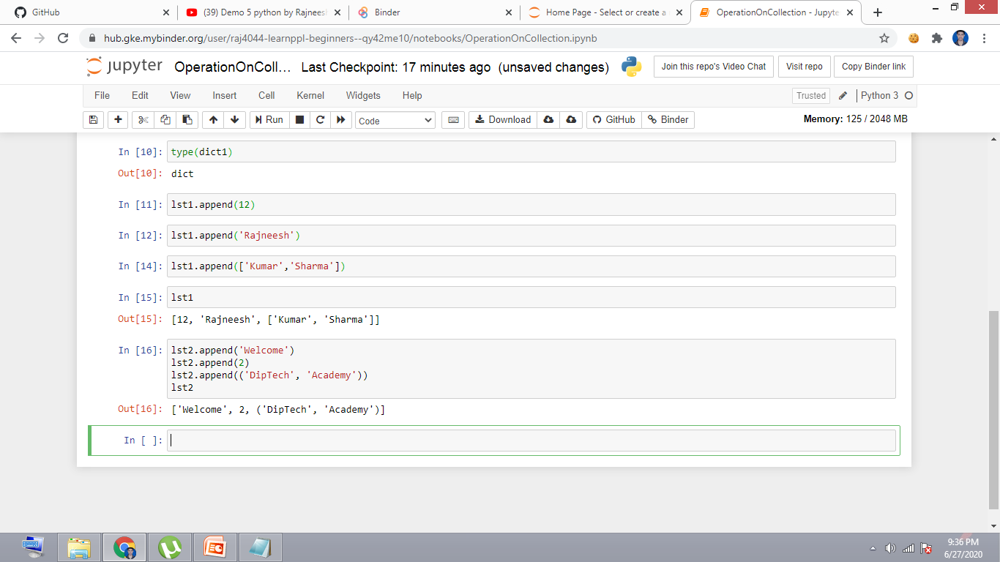 GitHub
(39) Demo 5 python by Rajnees
Binder
Home Page - Select or create a
OperationOnCollection - Jupyte
hub.gke.mybinder.org/user/raj4044-learnppl-beginners--qy42me10/notebooks/OperationOnCollection.ipynb
jupyter OperationOnColl... Last Checkpoint: 17 minutes ago (unsaved changes)
Join this repo's Video Chat
Visit repo
Copy Binder link
File Edit View Insert Cell Kernel Widgets Help
Trusted
Python 3
Run
Code
Download
GitHub
Binder
Memory: 125 / 2048 MB
In [10]: type(dict1)
Out[10]: dict
In [11]: lst1.append(12)
In [12]: lst1.append('Rajneesh')
In [14]: lst1.append(['Kumar','Sharma'])
In [15]: lst1
Out[15]: [12, 'Rajneesh', ['Kumar', 'Sharma']]
In [16]: lst2.append('Welcome')
lst2.append(2)
lst2.append(('DipTech', 'Academy'))
lst2
Out[16]: ['Welcome', 2, ('DipTech', 'Academy')]
In [ ]:
9:36 PM
6/27/2020